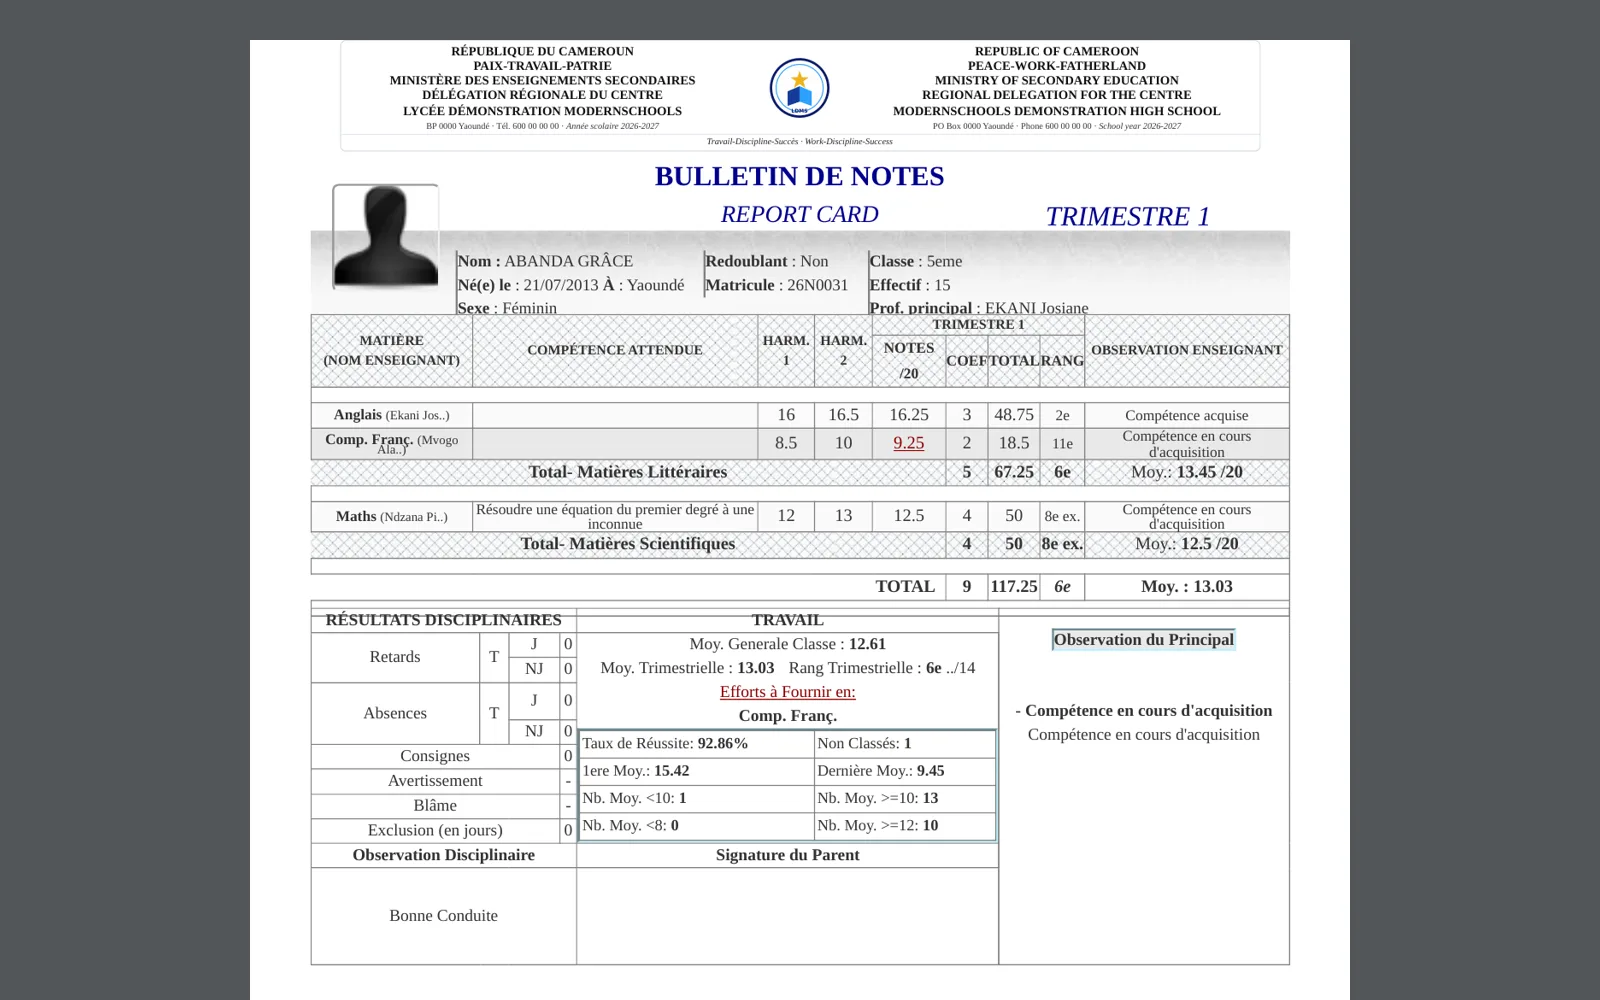 RÉPUBLIQUE DU CAMEROUN
PAIX-TRAVAIL-PATRIE
MINISTÈRE DES ENSEIGNEMENTS SECONDAIRES
DÉLÉGATION RÉGIONALE DU CENTRE
LYCÉE DÉMONSTRATION MODERNSCHOOLS
BP 0000 Yaoundé · Tél. 600 00 00 00 · Année scolaire 2026-2027
LDMS
REPUBLIC OF CAMEROON
PEACE-WORK-FATHERLAND
MINISTRY OF SECONDARY EDUCATION
REGIONAL DELEGATION FOR THE CENTRE
MODERNSCHOOLS DEMONSTRATION HIGH SCHOOL
PO Box 0000 Yaoundé · Phone 600 00 00 00 · School year 2026-2027
Travail-Discipline-Succès · Work-Discipline-Success
BULLETIN DE NOTES
REPORT CARD
TRIMESTRE 1
Nom : ABANDA GRÂCE
Né(e) le : 21/07/2013 À : Yaoundé
Sexe : Féminin
Redoublant : Non
Matricule : 26N0031
Classe : 5eme
Effectif : 15
Prof. principal : EKANI Josiane
MATIÈRE
(NOM ENSEIGNANT)
COMPÉTENCE ATTENDUE
HARM.
1
HARM.
2
TRIMESTRE 1
NOTES
/20
COEF TOTAL RANG
OBSERVATION ENSEIGNANT
Anglais (Ekani Jos..) 16 16.5 16.25 3 48.75 2e Compétence acquise
Comp. Franç. (Mvogo
Ala..)
8.5 10 9.25 2 18.5 11e
Compétence en cours
d'acquisition
Total- Matières Littéraires 5 67.25 6e Moy.: 13.45 /20
Maths (Ndzana Pi..)
Résoudre une équation du premier degré à une
inconnue
12 13 12.5 4 50 8e ex.
Compétence en cours
d'acquisition
Total- Matières Scientifiques 4 50 8e ex. Moy.: 12.5 /20
TOTAL 9 117.25 6e Moy. : 13.03
RÉSULTATS DISCIPLINAIRES
Retards T J 0
NJ 0
Absences T J 0
NJ 0
Consignes 0
Avertissement -
Blâme -
Exclusion (en jours) 0
Observation Disciplinaire
Bonne Conduite
TRAVAIL
Moy. Generale Classe : 12.61
Moy. Trimestrielle : 13.03 Rang Trimestrielle : 6e ../14
Efforts à Fournir en:
Comp. Franç.
Taux de Réussite: 92.86% Non Classés: 1
1ere Moy.: 15.42 Dernière Moy.: 9.45
Nb. Moy. <10: 1 Nb. Moy. >=10: 13
Nb. Moy. <8: 0 Nb. Moy. >=12: 10
Signature du Parent
Observation du Principal
- Compétence en cours d'acquisition
Compétence en cours d'acquisition